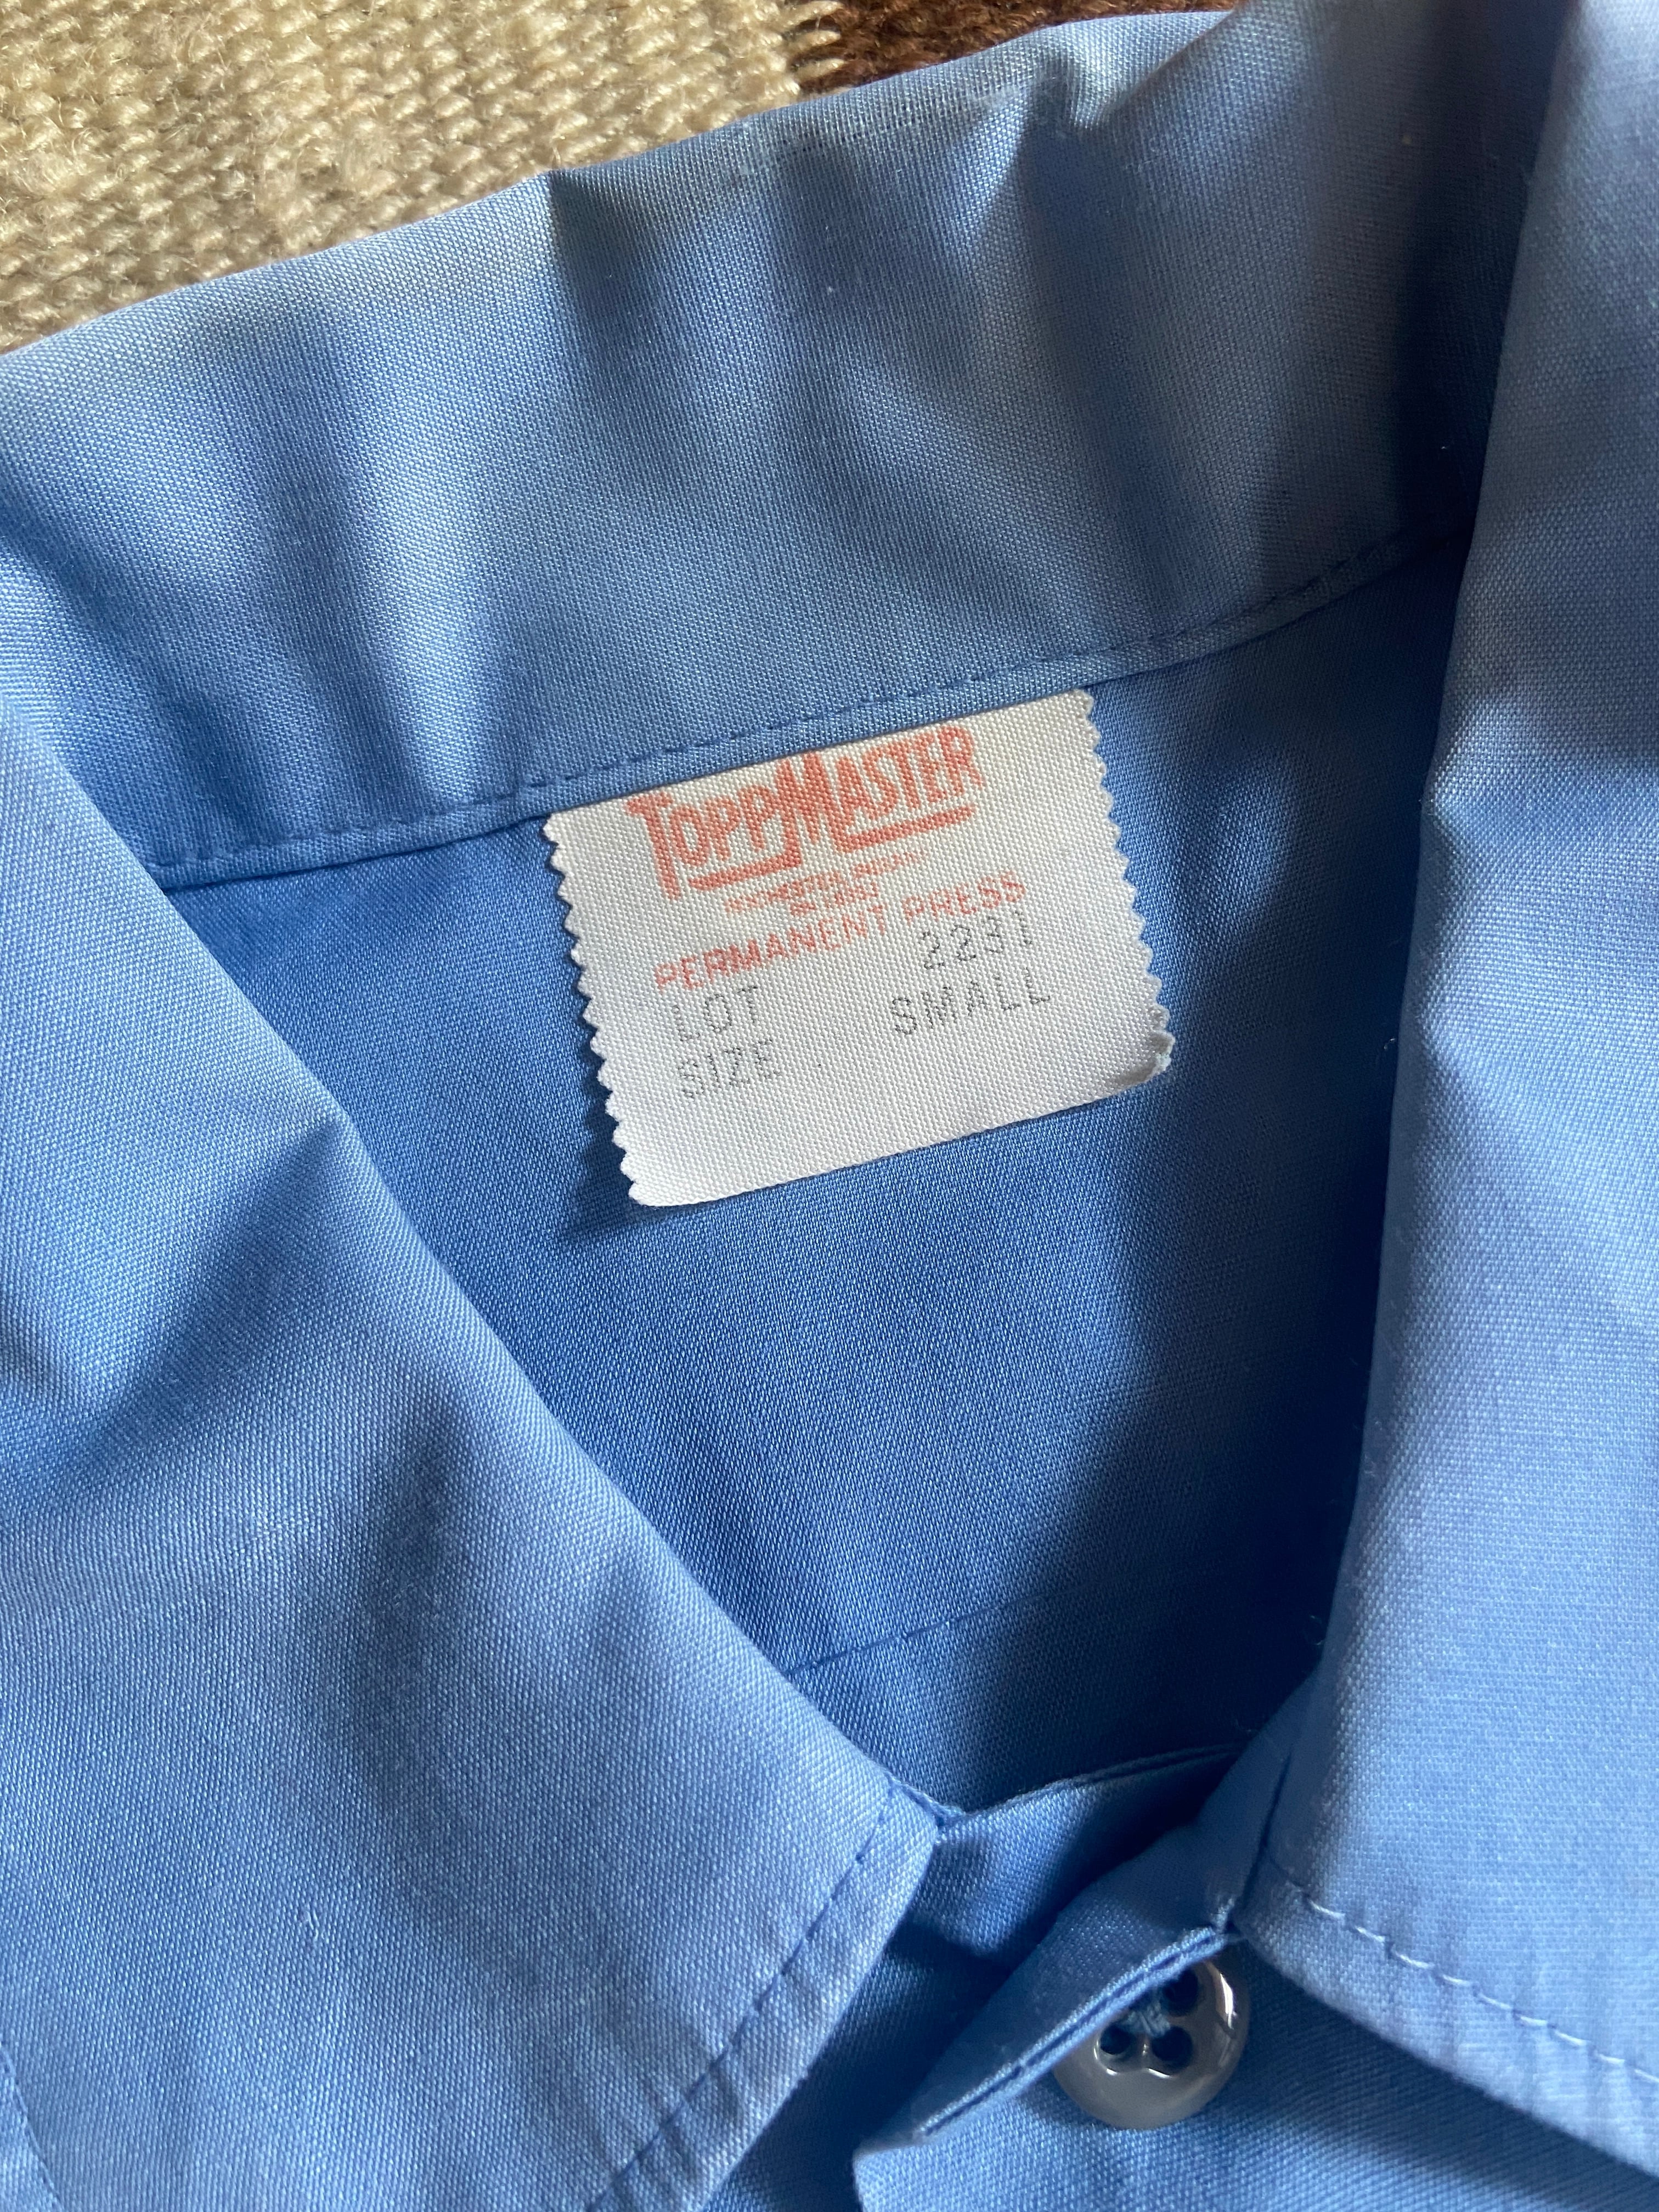 TOPPMASTER
PERMANENT PRESS
LOT 2231
SIZE SMALL